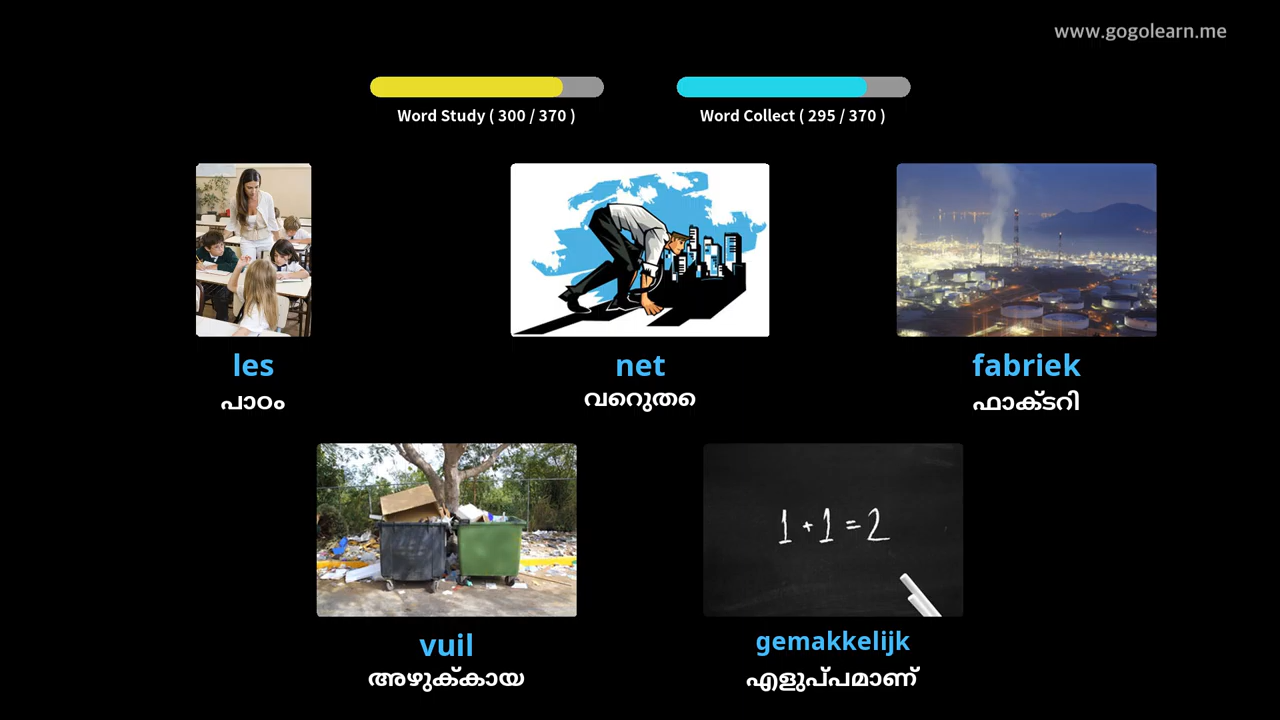 www.gogolearn.me
Word Study ( 300 / 370 )
Word Collect ( 295 / 370 )
les
പാഠം
net
വെറുതെ
fabriek
ഫാക്ടറി
1 + 1 = 2
vuil
അഴുക്കായ
gemakkelijk
എളുപ്പമാണ്